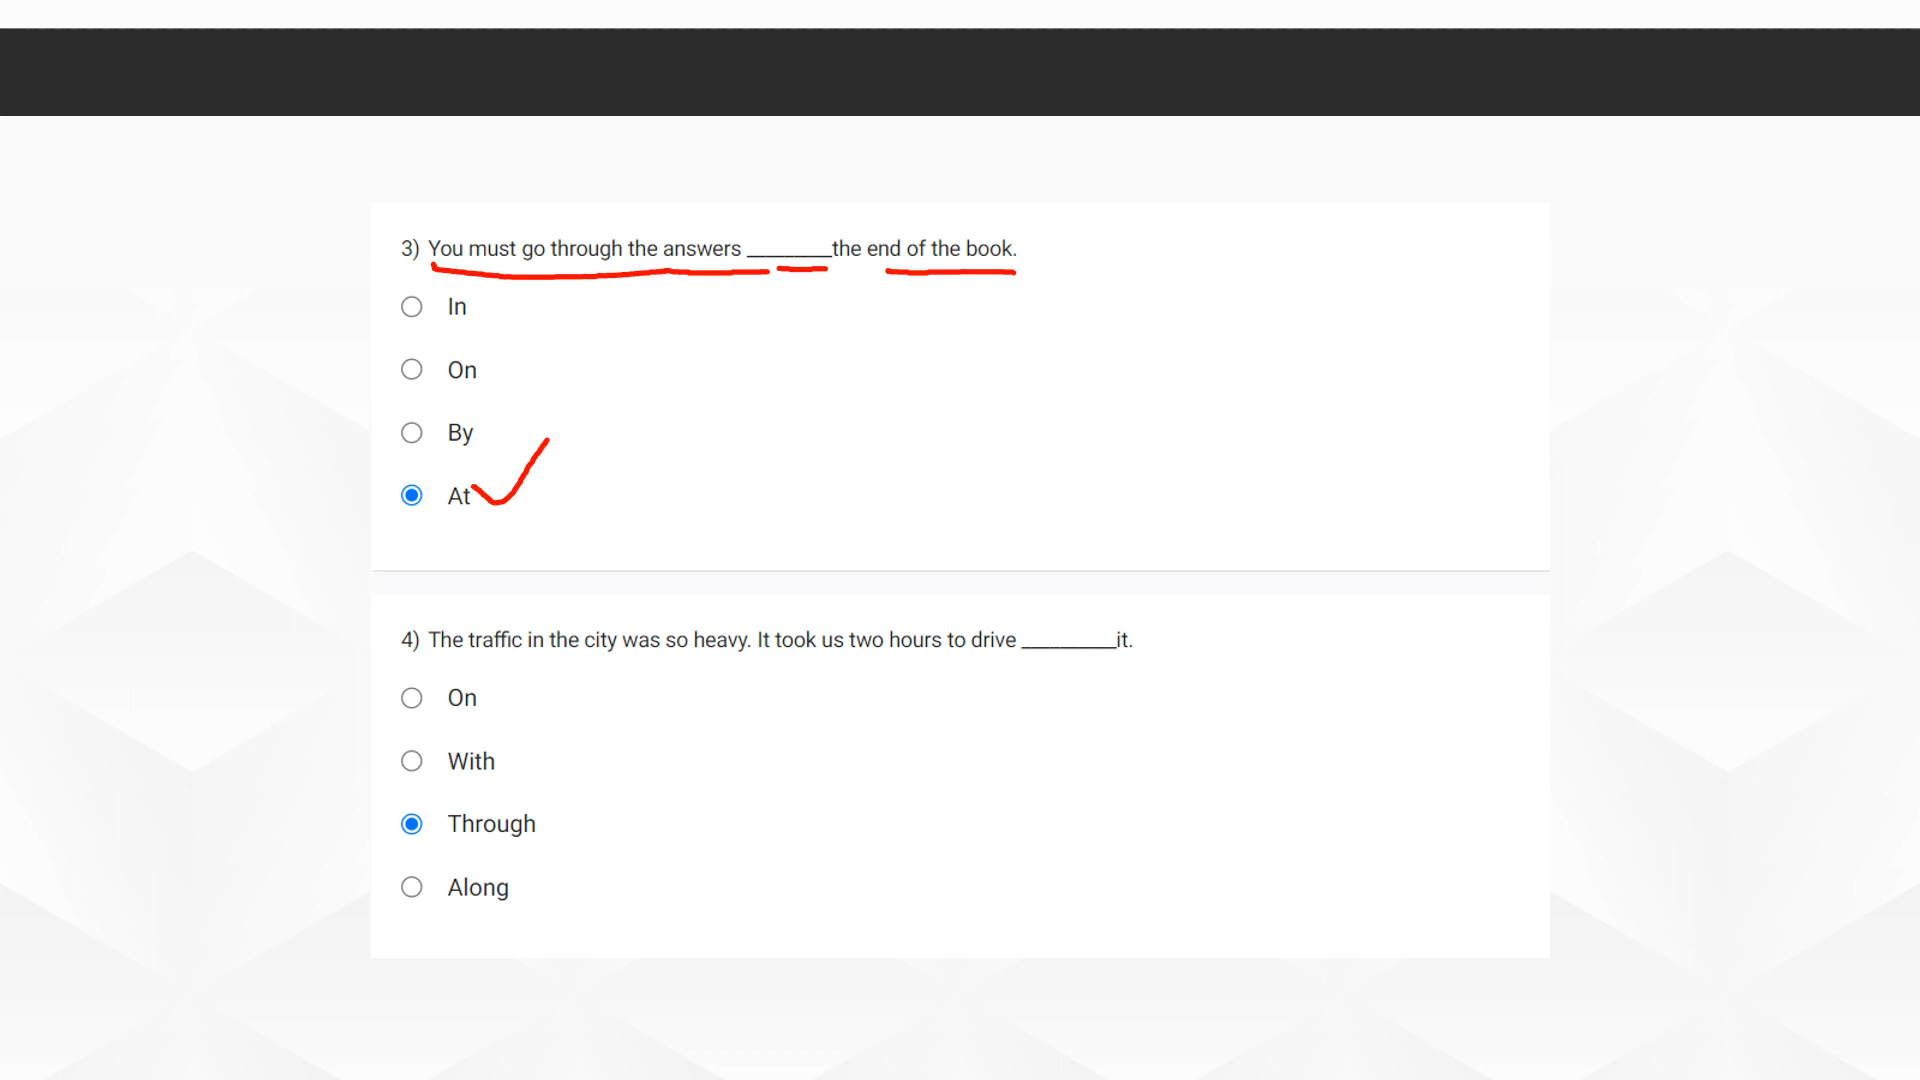 3) You must go through the answers ________the end of the book.
In
On
By
At
4) The traffic in the city was so heavy. It took us two hours to drive _________it.
On
With
Through
Along